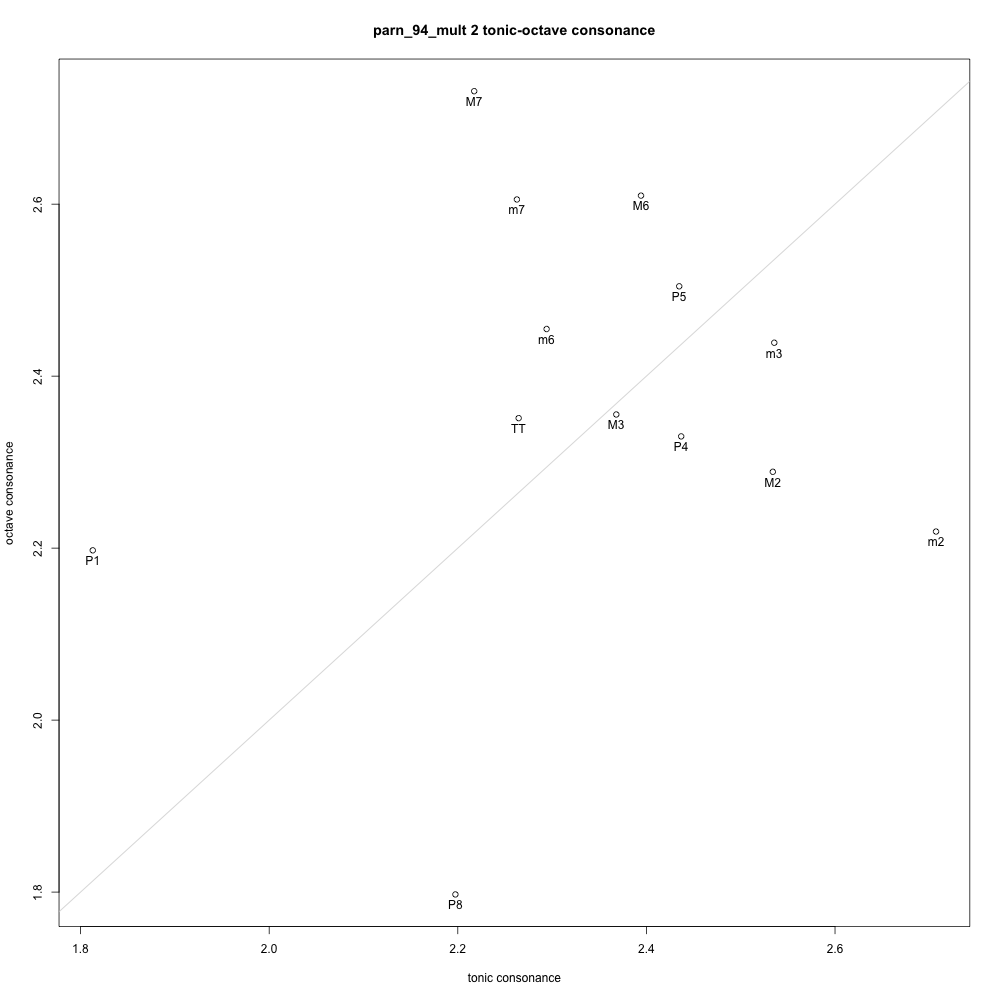 parn_94_mult 2 tonic-octave consonance
M7
m7
M6
P5
m6
m3
M3
TT
P4
M2
m2
P1
P8
2.6
2.4
2.2
2.0
1.8
octave consonance
1.8 2.0 2.2 2.4 2.6
tonic consonance